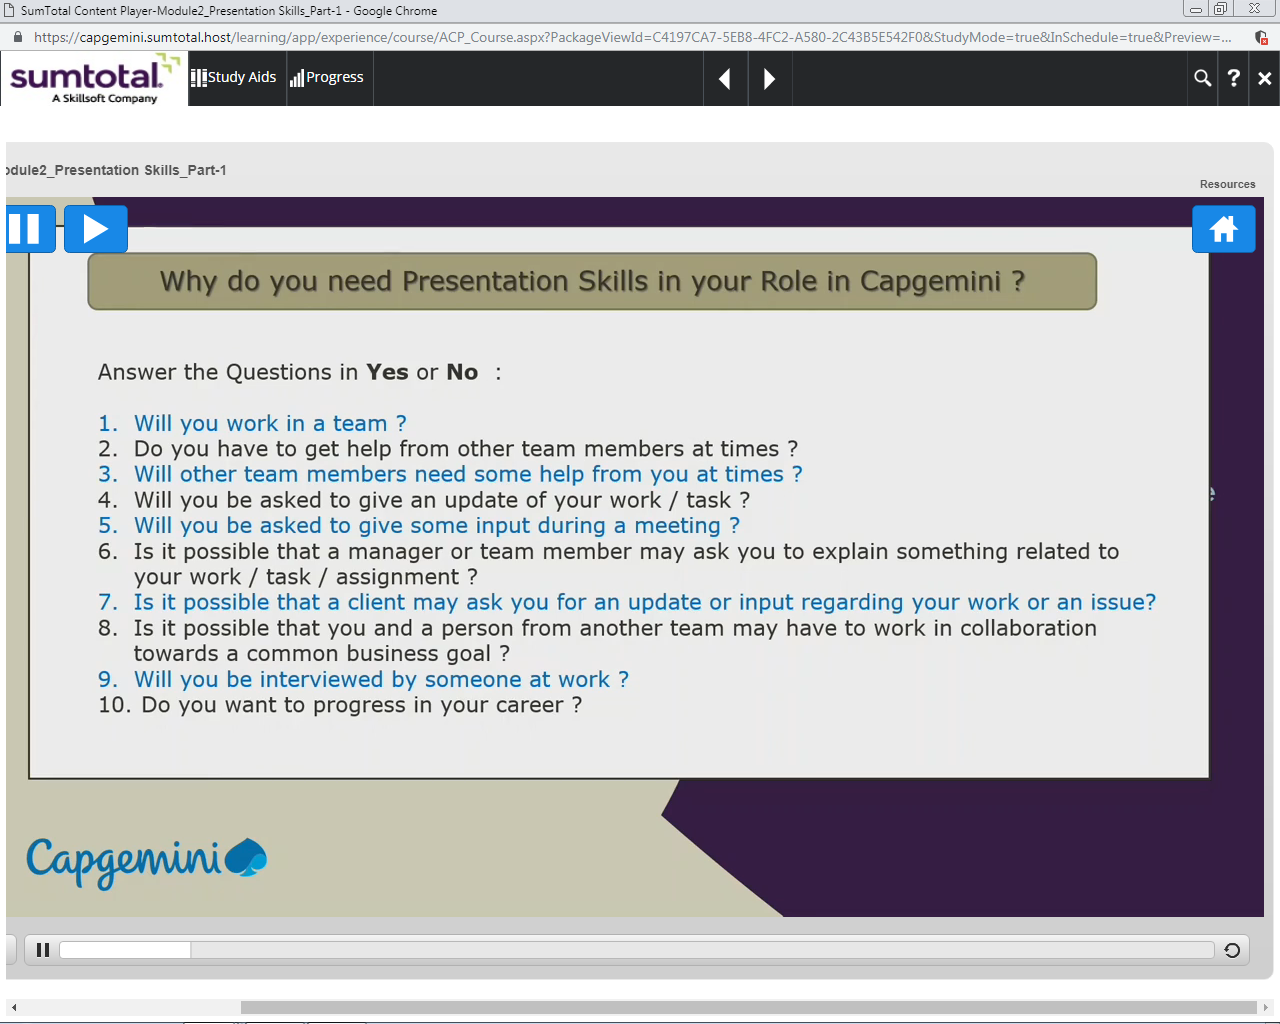 SumTotal Content Player-Module2_Presentation Skills_Part-1 - Google Chrome
https://capgemini.sumtotal.host/learning/app/experience/course/ACP_Course.aspx?PackageViewId=C4197CA7-5EB8-4FC2-A580-2C43B5E542F0&StudyMode=true&InSchedule=true&Preview=...
sumtotal.
A Skillsoft Company
Study Aids
Progress
?
odule2_Presentation Skills_Part-1
Resources
Why do you need Presentation Skills in your Role in Capgemini ?
Answer the Questions in Yes or No :
1. Will you work in a team ?
2. Do you have to get help from other team members at times ?
3. Will other team members need some help from you at times ?
4. Will you be asked to give an update of your work / task ?
5. Will you be asked to give some input during a meeting ?
6. Is it possible that a manager or team member may ask you to explain something related to
your work / task / assignment ?
7. Is it possible that a client may ask you for an update or input regarding your work or an issue?
8. Is it possible that you and a person from another team may have to work in collaboration
towards a common business goal ?
9. Will you be interviewed by someone at work ?
10. Do you want to progress in your career ?
Capgemini